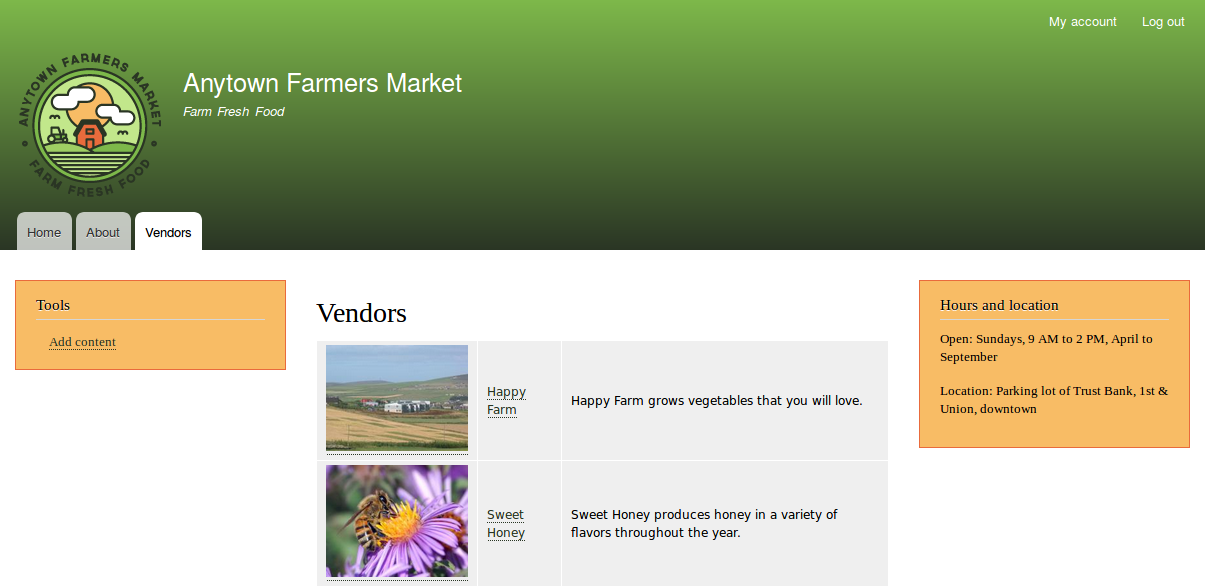 My account Log out
ANYTOWN FARMERS MARKET
FARM FRESH FOOD
Anytown Farmers Market
Farm Fresh Food
Home About Vendors
Tools
Add content
Vendors
Happy
Farm
Happy Farm grows vegetables that you will love.
Sweet
Honey
Sweet Honey produces honey in a variety of
flavors throughout the year.
Hours and location
Open: Sundays, 9 AM to 2 PM, April to
September
Location: Parking lot of Trust Bank, 1st &
Union, downtown